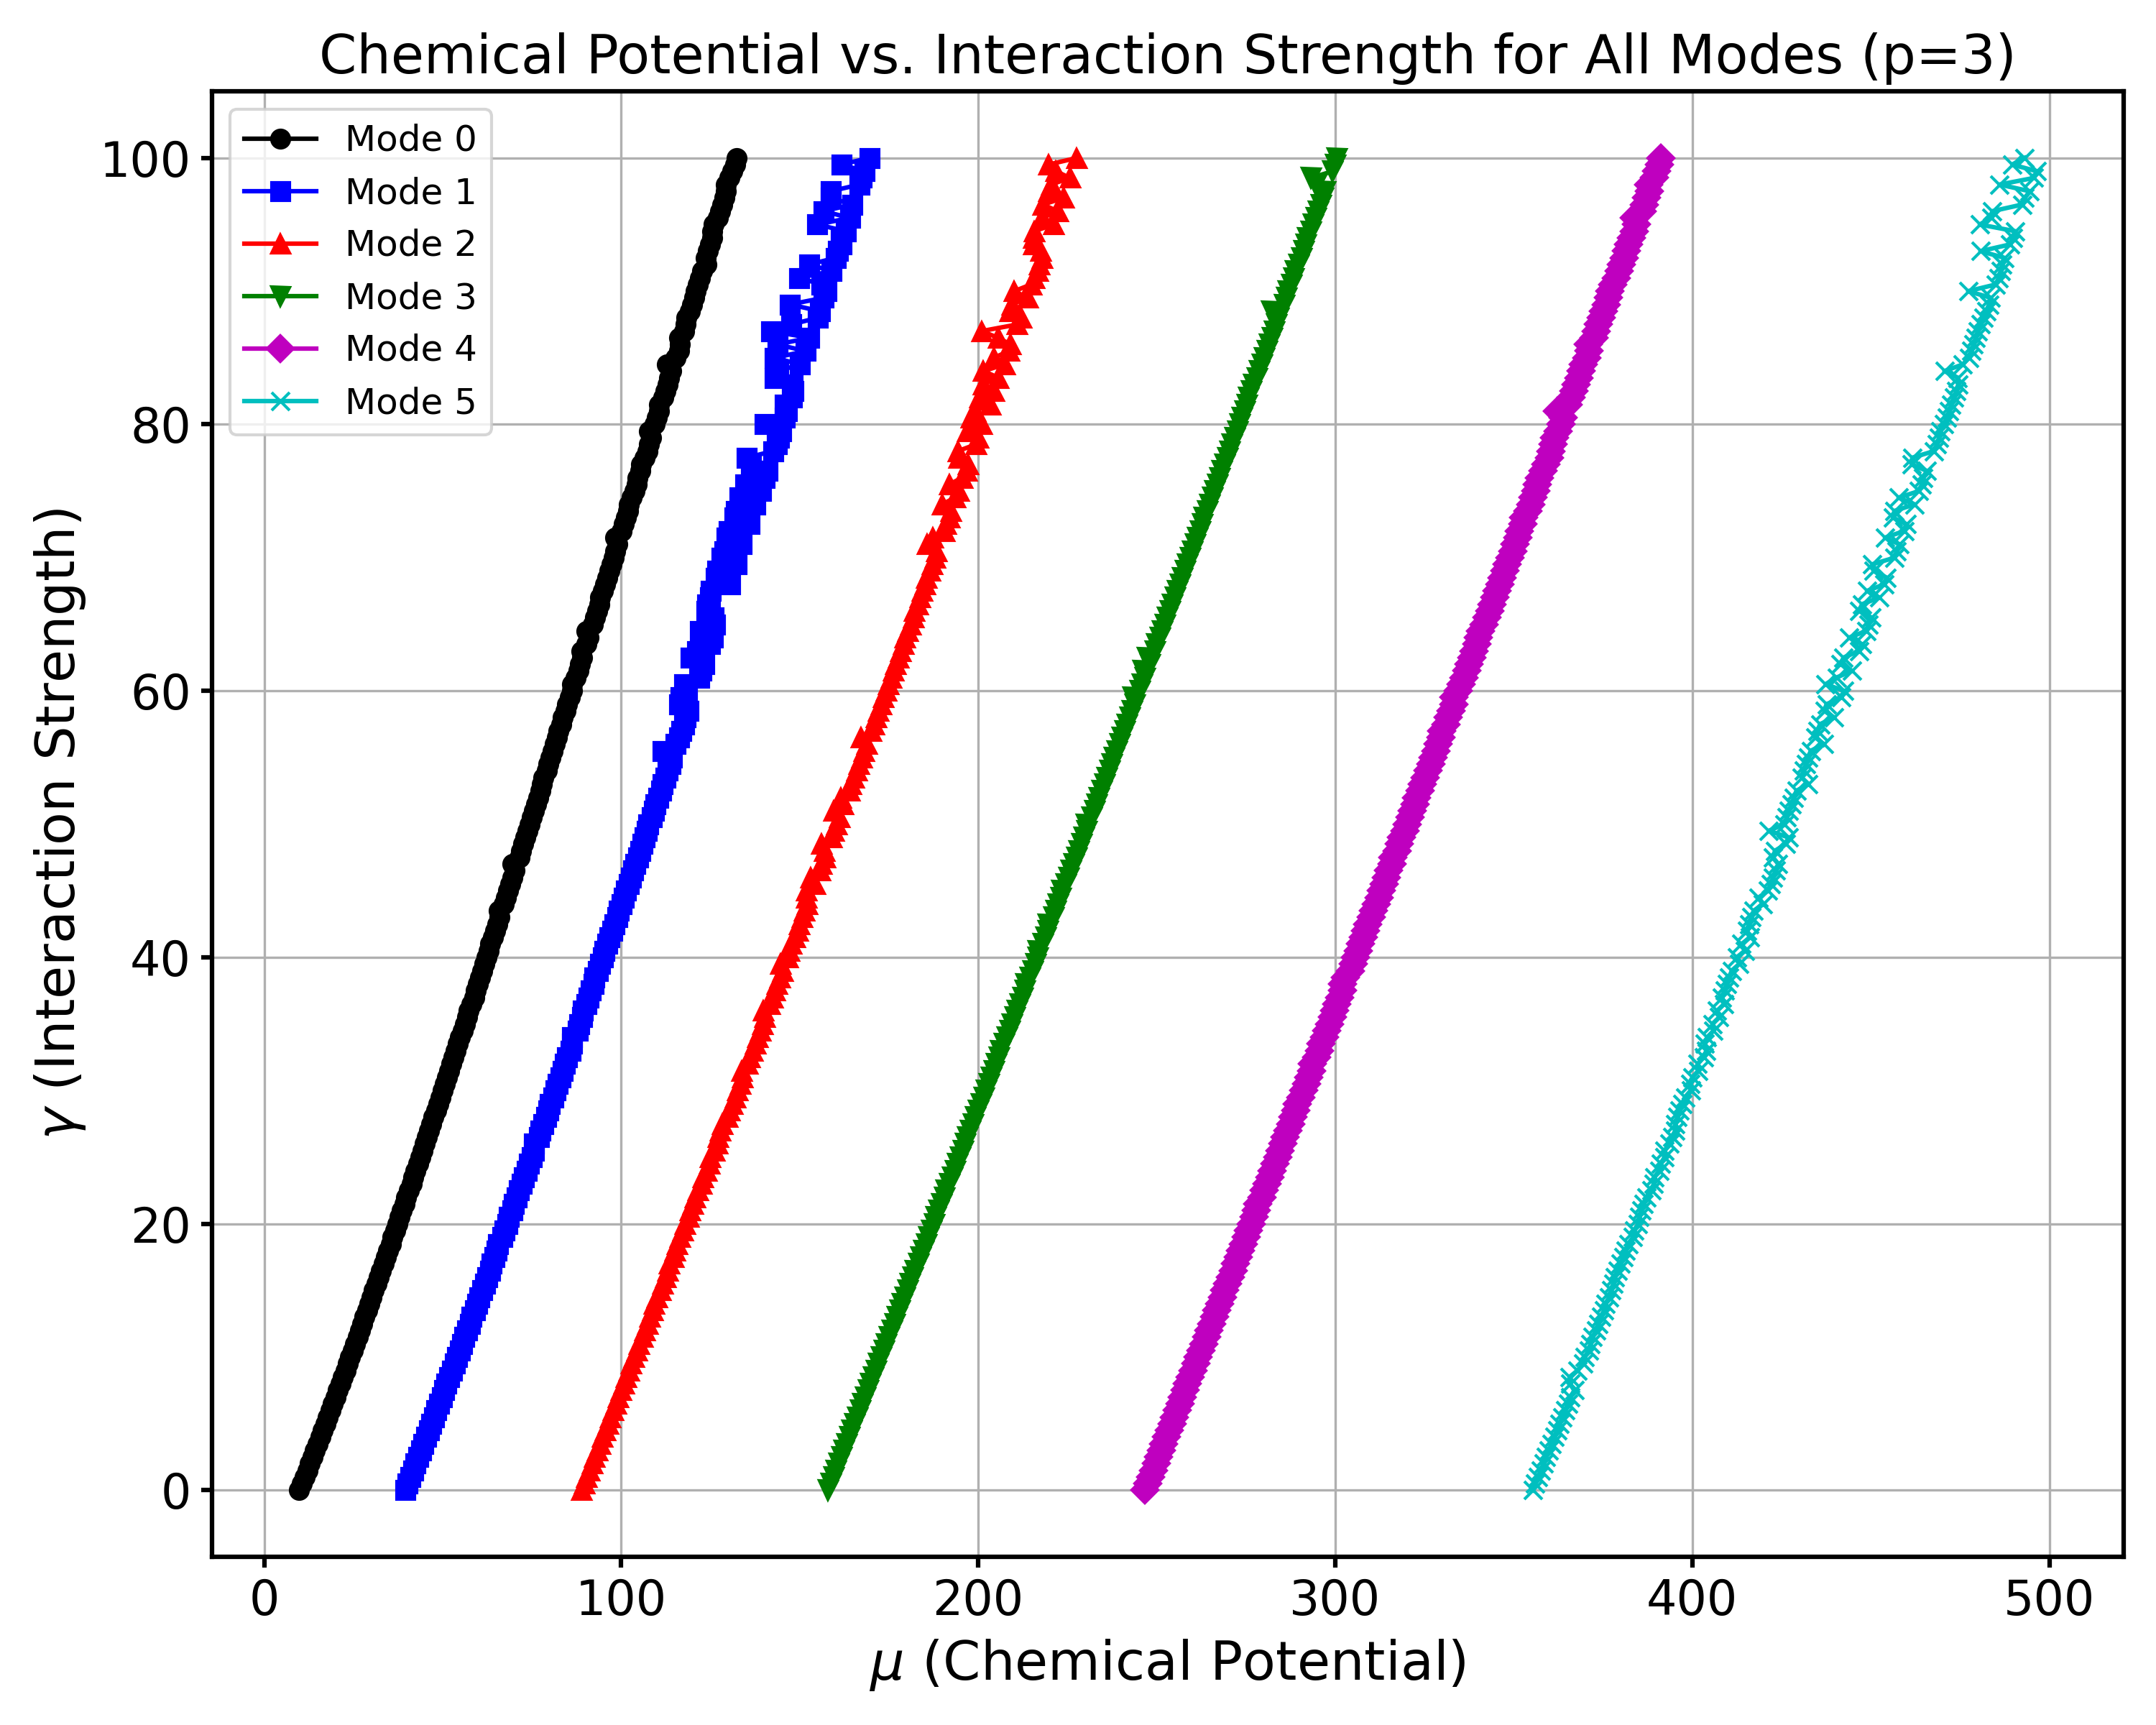 Chemical Potential vs. Interaction Strength for All Modes (p=3)
Mode 0
Mode 1
Mode 2
Mode 3
Mode 4
Mode 5
100
80
60
40
20
0
γ (Interaction Strength)
0 100 200 300 400 500
μ (Chemical Potential)